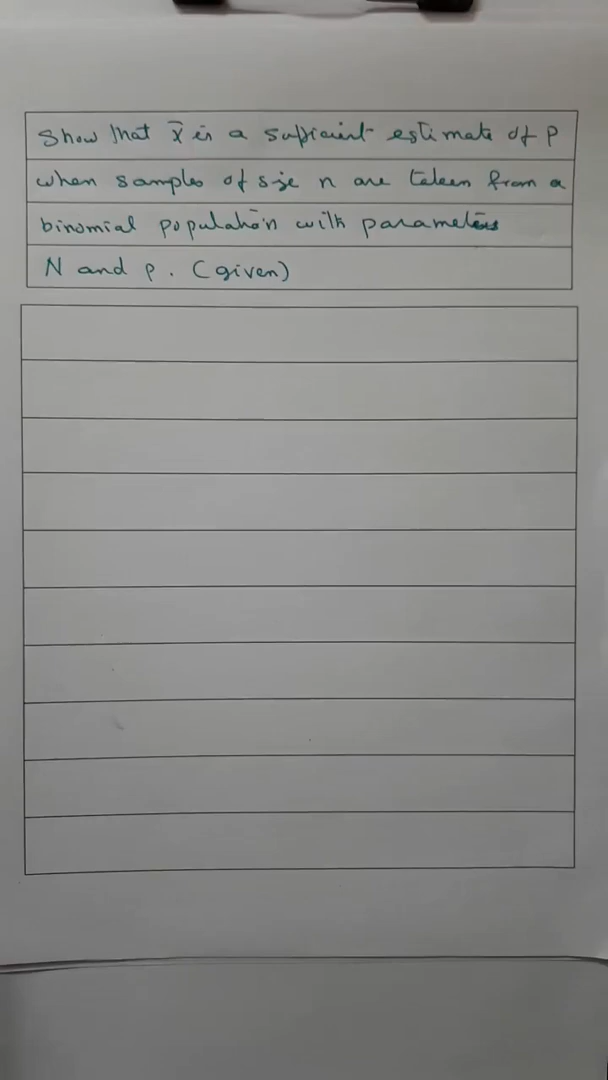 Show that x̄ is a sufficient estimate of p
when samples of size n are taken from a
binomial population with parameters
N and p. (given)